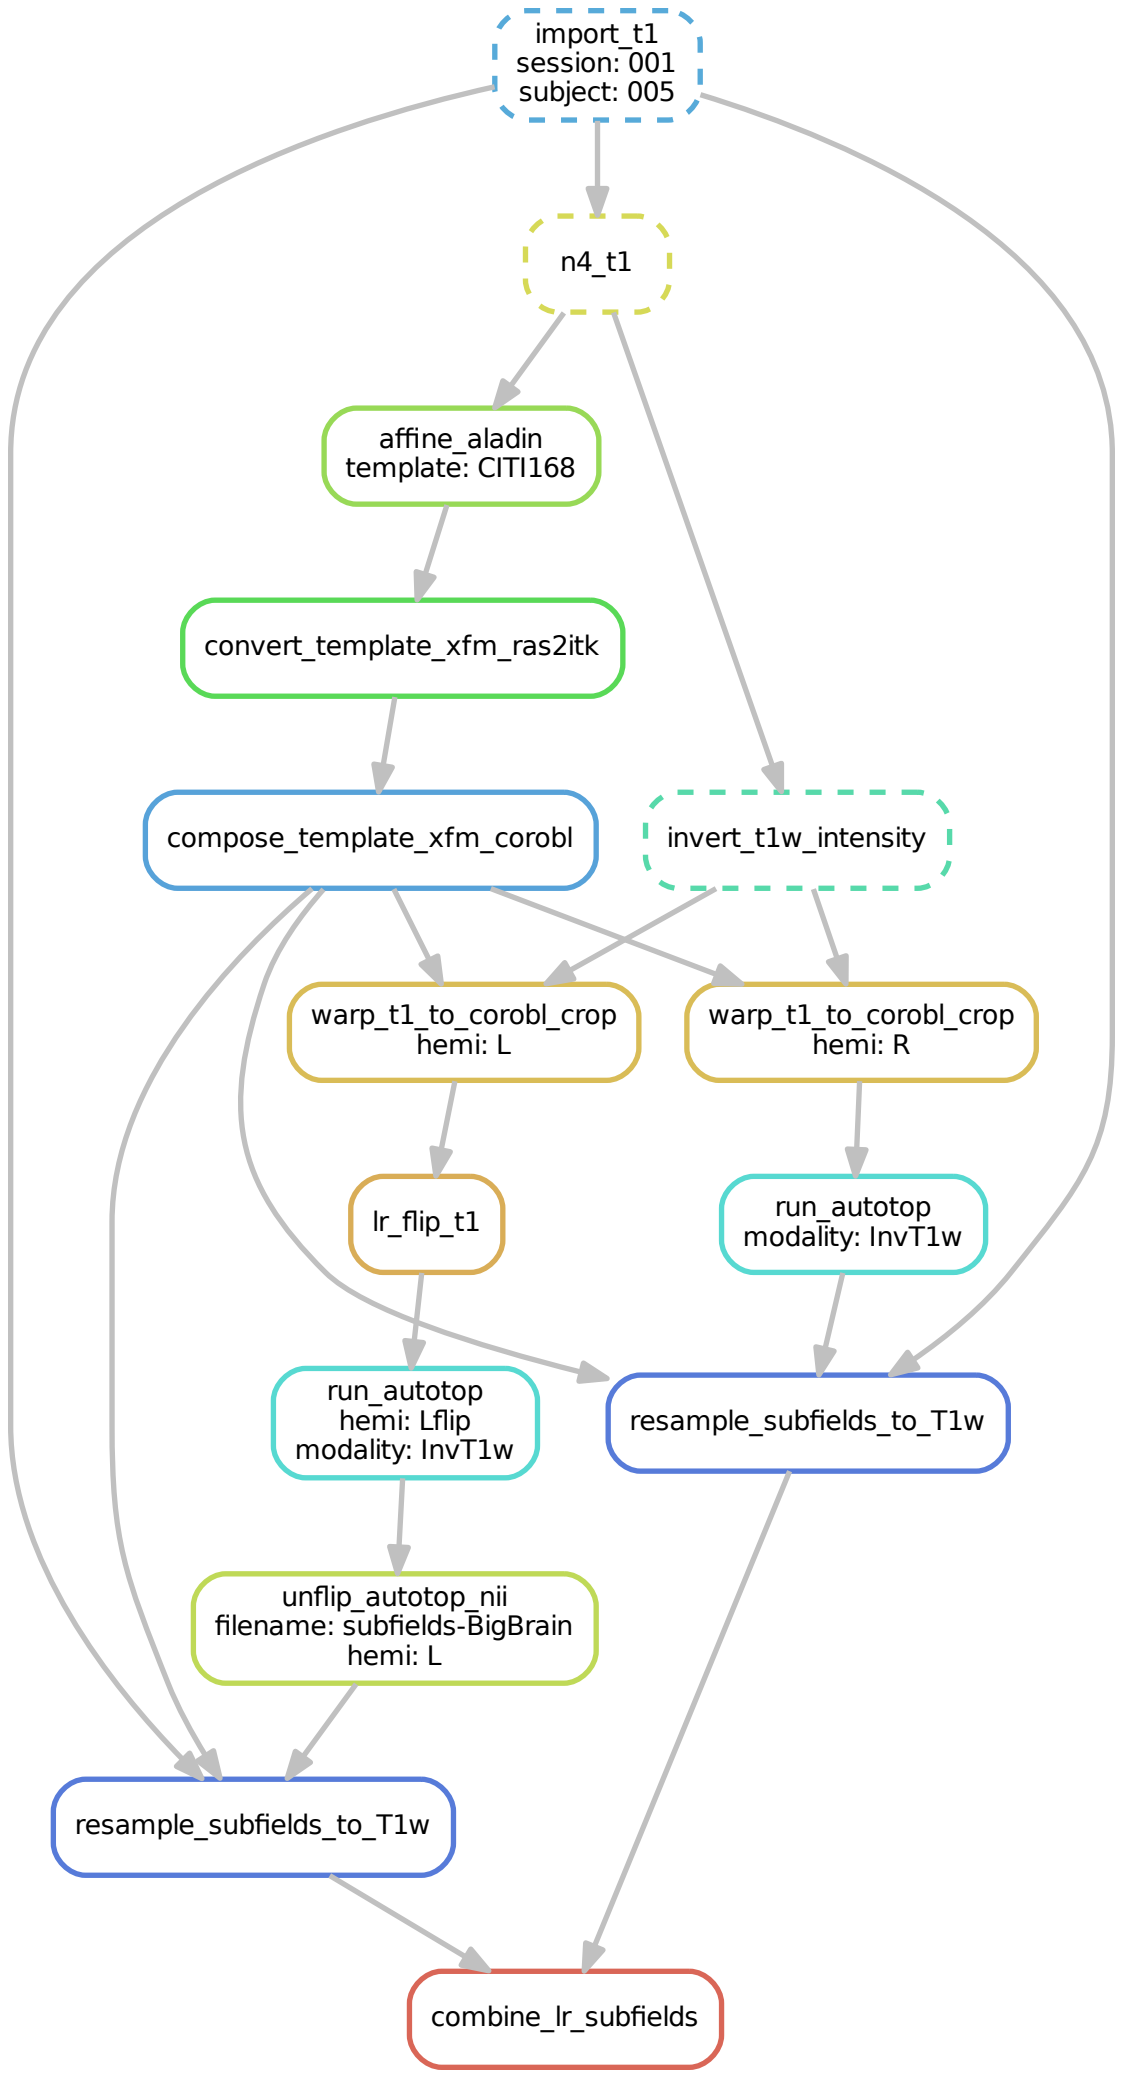 import_t1
session: 001
subject: 005
n4_t1
affine_aladin
template: CITI168
convert_template_xfm_ras2itk
compose_template_xfm_corobl
invert_t1w_intensity
warp_t1_to_corobl_crop
hemi: L
warp_t1_to_corobl_crop
hemi: R
lr_flip_t1
run_autotop
modality: InvT1w
run_autotop
hemi: Lflip
modality: InvT1w
resample_subfields_to_T1w
unflip_autotop_nii
filename: subfields-BigBrain
hemi: L
resample_subfields_to_T1w
combine_lr_subfields